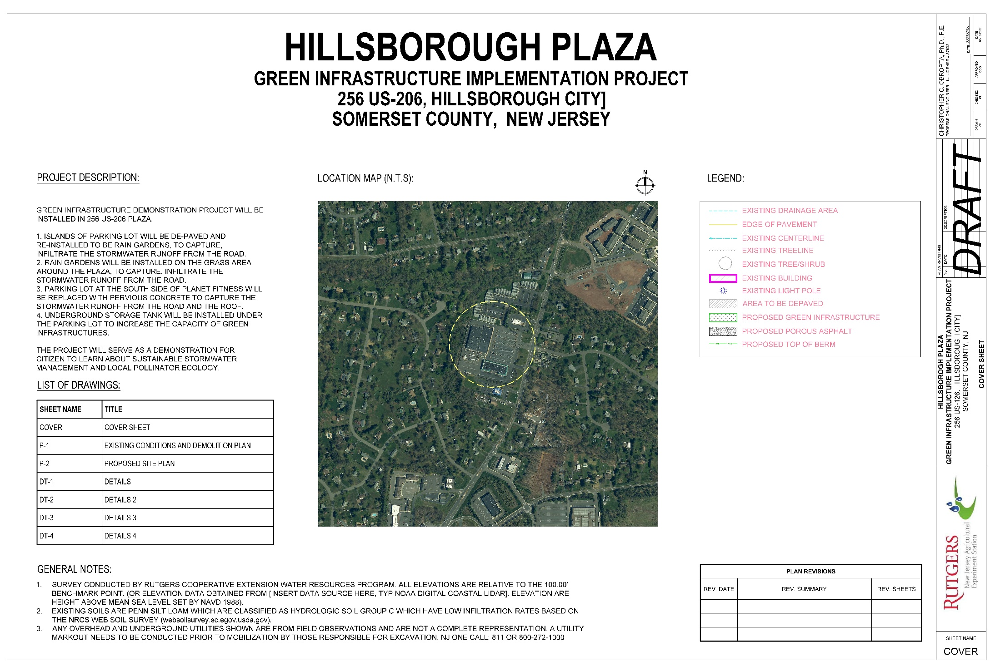 HILLSBOROUGH PLAZA
GREEN INFRASTRUCTURE IMPLEMENTATION PROJECT
256 US-206, HILLSBOROUGH CITY]
SOMERSET COUNTY,  NEW JERSEY
PROJECT DESCRIPTION:
GREEN INFRASTRUCTURE DEMONSTRATION PROJECT WILL BE
INSTALLED IN 256 US-206 PLAZA.
1. ISLANDS OF PARKING LOT WILL BE DE-PAVED AND
RE-INSTALLED TO BE RAIN GARDENS, TO CAPTURE,
INFILTRATE THE STORMWATER RUNOFF FROM THE ROAD.
2. RAIN GARDENS WILL BE INSTALLED ON THE GRASS AREA
AROUND THE PLAZA, TO CAPTURE, INFILTRATE THE
STORMWATER RUNOFF FROM THE ROAD.
3. PARKING LOT AT THE SOUTH SIDE OF PLANET FITNESS WILL
BE REPLACED WITH PERVIOUS CONCRETE TO CAPTURE THE
STORMWATER RUNOFF FROM THE ROAD AND THE ROOF.
4. UNDERGROUND STORAGE TANK WILL BE INSTALLED UNDER
THE PARKING LOT TO INCREASE THE CAPACITY OF GREEN
INFRASTRUCTURES.
THE PROJECT WILL SERVE AS A DEMONSTRATION FOR
CITIZEN TO LEARN ABOUT SUSTAINABLE STORMWATER
MANAGEMENT AND LOCAL POLLINATOR ECOLOGY.
LIST OF DRAWINGS:
SHEET NAME TITLE
COVER COVER SHEET
P-1 EXISTING CONDITIONS AND DEMOLITION PLAN
P-2 PROPOSED SITE PLAN
DT-1 DETAILS
DT-2 DETAILS 2
DT-3 DETAILS 3
DT-4 DETAILS 4
LOCATION MAP (N.T.S):
N
LEGEND:
EXISTING DRAINAGE AREA
EDGE OF PAVEMENT
EXISTING CENTERLINE
EXISTING TREELINE
EXISTING TREE/SHRUB
EXISTING BUILDING
EXISTING LIGHT POLE
AREA TO BE DEPAVED
PROPOSED GREEN INFRASTRUCTURE
PROPOSED POROUS ASPHALT
PROPOSED TOP OF BERM
GENERAL NOTES:
1. SURVEY CONDUCTED BY RUTGERS COOPERATIVE EXTENSION WATER RESOURCES PROGRAM. ALL ELEVATIONS ARE RELATIVE TO THE 100.00'
BENCHMARK POINT. (OR ELEVATION DATA OBTAINED FROM [INSERT DATA SOURCE HERE, TYP NOAA DIGITAL COASTAL LIDAR]. ELEVATION ARE
HEIGHT ABOVE MEAN SEA LEVEL SET BY NAVD 1988).
2. EXISTING SOILS ARE PENN SILT LOAM WHICH ARE CLASSIFIED AS HYDROLOGIC SOIL GROUP C WHICH HAVE LOW INFILTRATION RATES BASED ON
THE NRCS WEB SOIL SURVEY (websoilsurvey.sc.egov.usda.gov).
3. ANY OVERHEAD AND UNDERGROUND UTILITIES SHOWN ARE FROM FIELD OBSERVATIONS AND ARE NOT A COMPLETE REPRESENTATION. A UTILITY
MARKOUT NEEDS TO BE CONDUCTED PRIOR TO MOBILIZATION BY THOSE RESPONSIBLE FOR EXCAVATION. NJ ONE CALL: 811 OR 800-272-1000
PLAN REVISIONS
REV. DATE REV. SUMMARY REV. SHEETS
CHRISTOPHER C. OBROPTA, Ph.D., P.E.
PROFESSIONAL ENGINEER - NJ LICENSE # 37532
DATE XX/XX/XX
DRAWN
CHECKED
APPROVED
CCO
DATE
PLAN REVISIONS
No. DATE DESCRIPTION
DRAFT
HILLSBOROGH PLAZA
GREEN INFRASTRUCTURE IMPLEMENTATION PROJECT
256 US-126, HILLSBOROUGH CITY]
SOMERSET COUNTY, NJ
COVER SHEET
RUTGERS
New Jersey Agricultural
Experiment Station
SHEET NAME
COVER